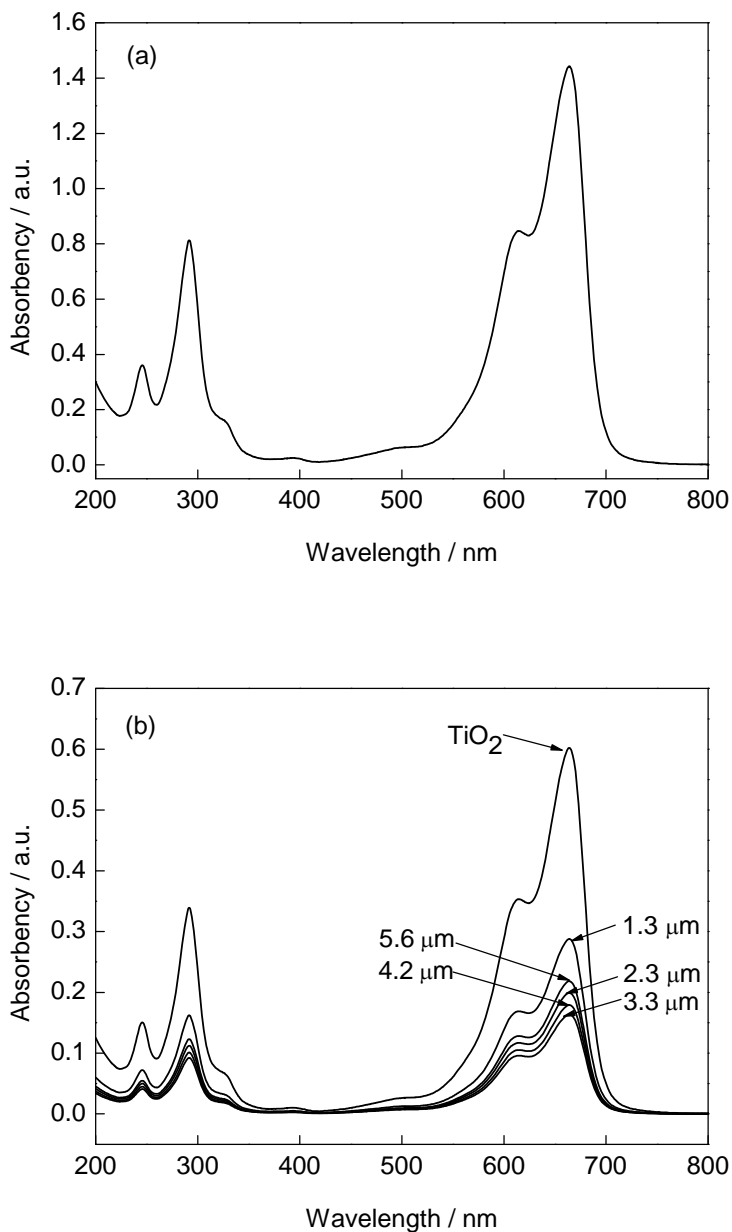 (a)
Absorbency / a.u.
1.6
1.4
1.2
1.0
0.8
0.6
0.4
0.2
0.0
200 300 400 500 600 700 800
Wavelength / nm
(b)
Absorbency / a.u.
0.7
0.6
0.5
0.4
0.3
0.2
0.1
0.0
TiO2
5.6 μm
1.3 μm
4.2 μm
2.3 μm
3.3 μm
200 300 400 500 600 700 800
Wavelength / nm